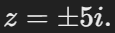 z = ±5i.